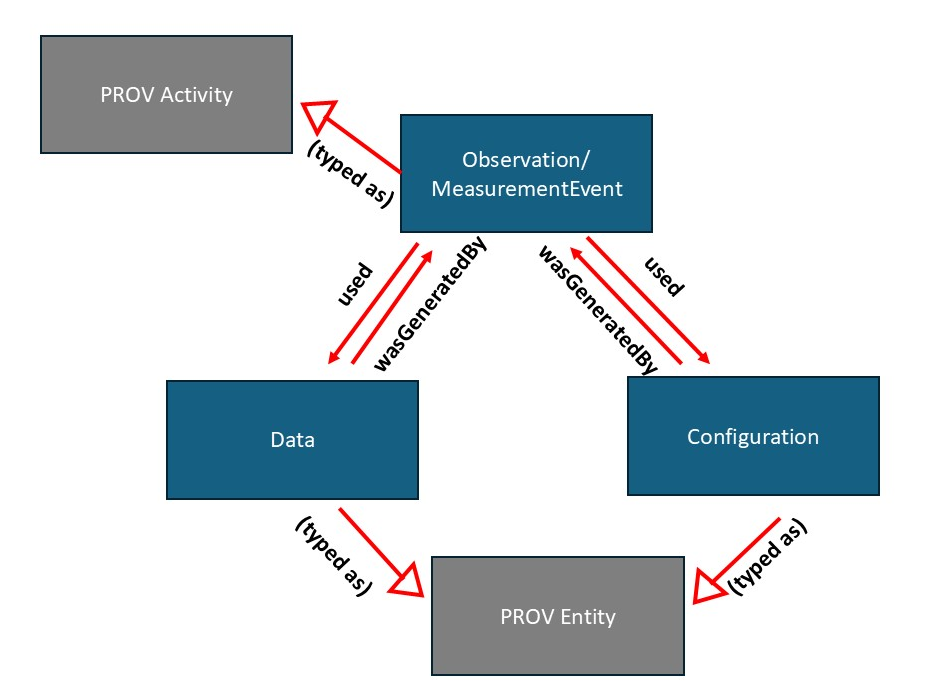 PROV Activity
Observation/
MeasurementEvent
(typed as)
used
wasGeneratedBy
wasGeneratedBy
used
Data
Configuration
(typed as)
(typed as)
PROV Entity